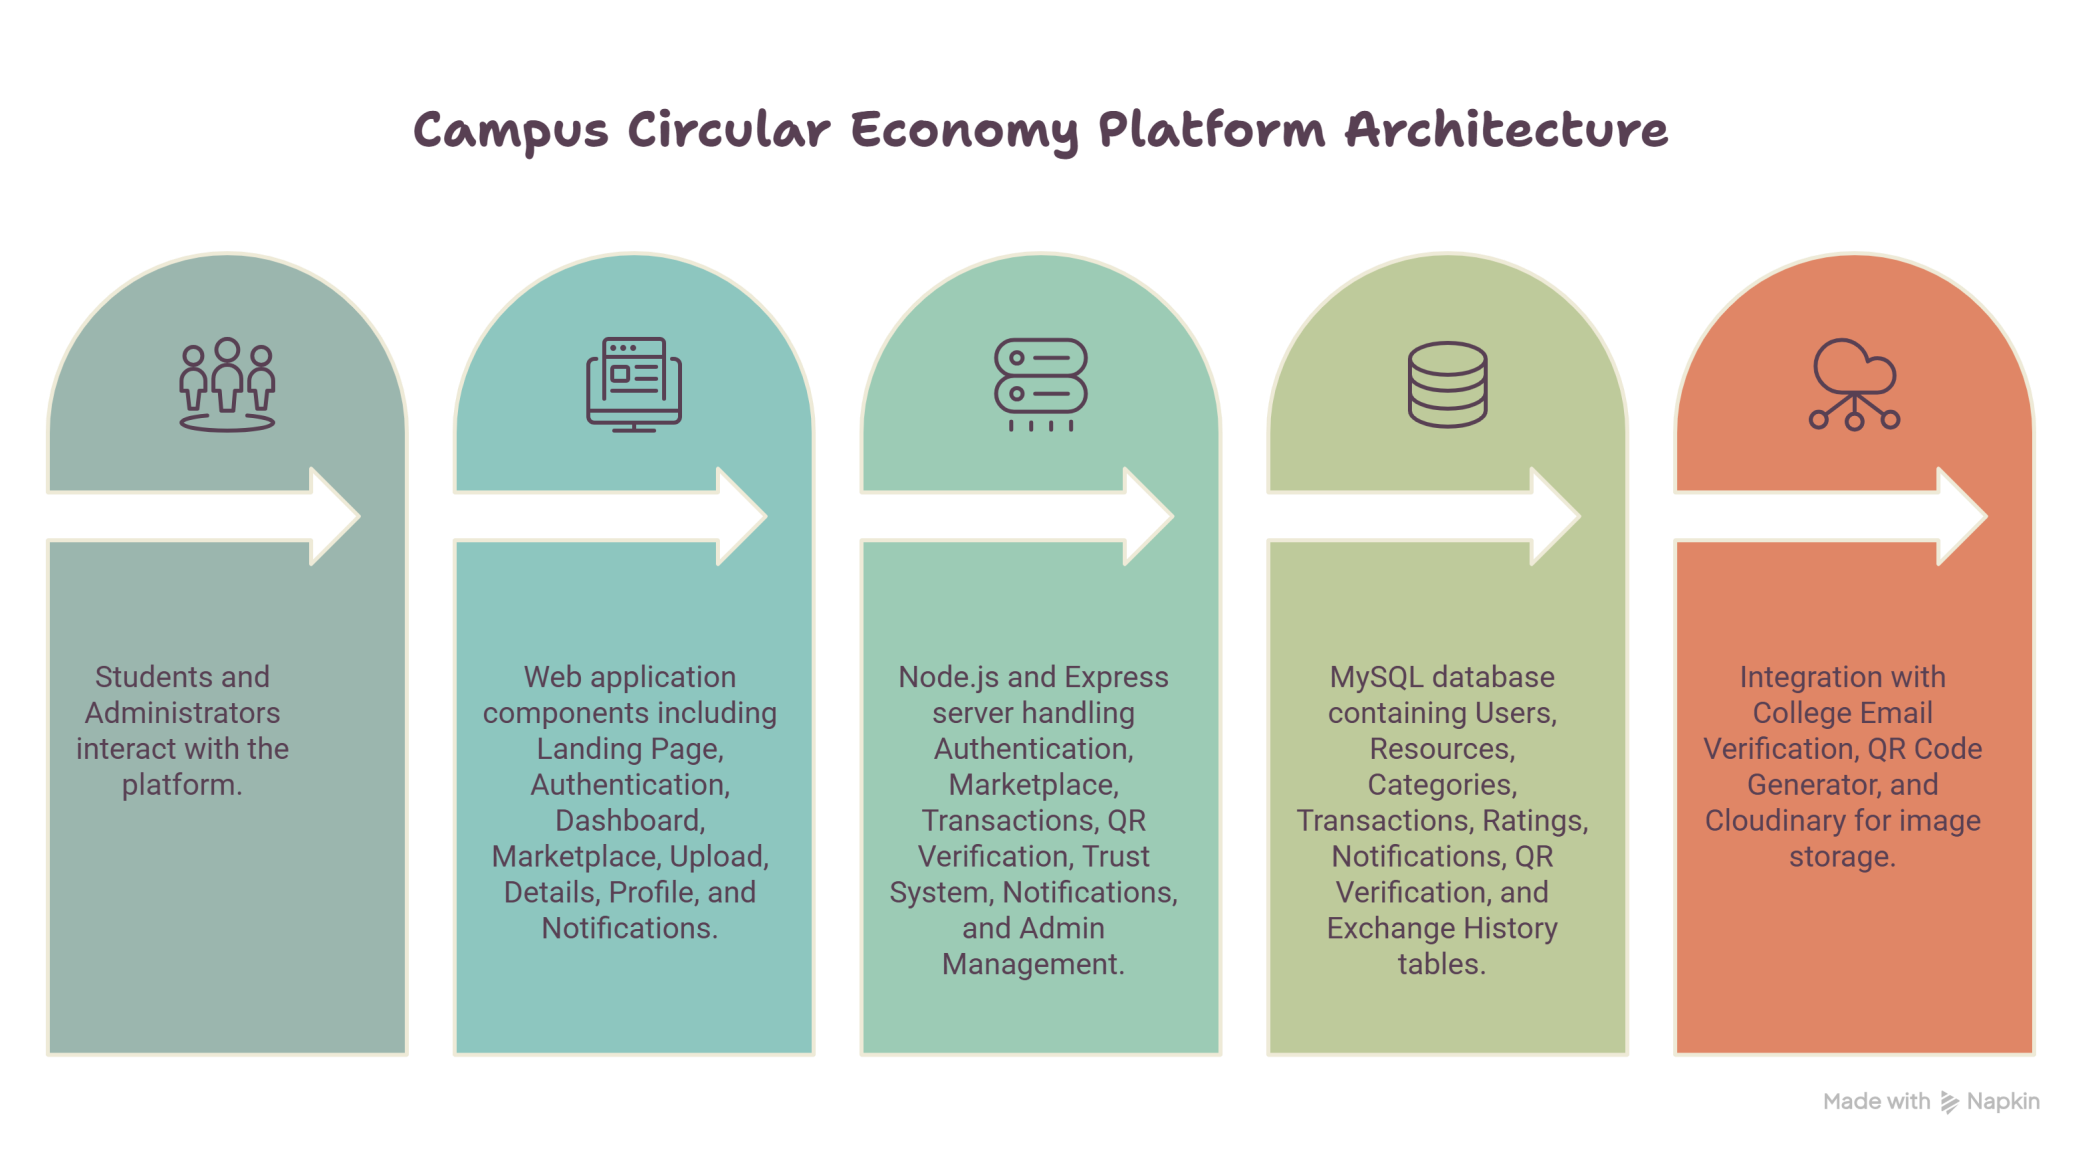 Campus Circular Economy Platform Architecture
Students and
Administrators
interact with the
platform.
Web application
components including
Landing Page,
Authentication,
Dashboard,
Marketplace, Upload,
Details, Profile, and
Notifications.
Node.js and Express
server handling
Authentication,
Marketplace,
Transactions, QR
Verification, Trust
System, Notifications,
and Admin
Management.
MySQL database
containing Users,
Resources,
Categories,
Transactions, Ratings,
Notifications, QR
Verification, and
Exchange History
tables.
Integration with
College Email
Verification, QR Code
Generator, and
Cloudinary for image
storage.
Made with Napkin